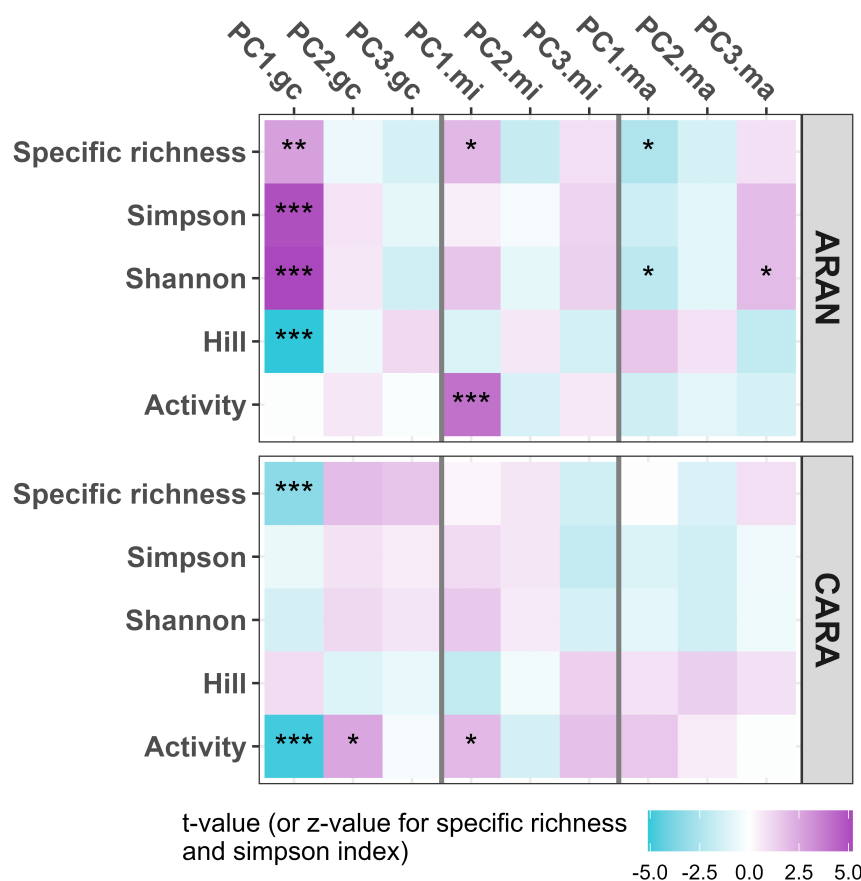 PC1.gc PC2.gc PC3.gc PC1.mi PC2.mi PC3.mi PC1.ma PC2.ma PC3.ma
Specific richness ** * *
Simpson ***
Shannon *** * *
Hill ***
Activity ***
ARAN
Specific richness ***
Simpson
Shannon
Hill
Activity *** * *
CARA
t-value (or z-value for specific richness
and simpson index)
-5.0 -2.5 0.0 2.5 5.0